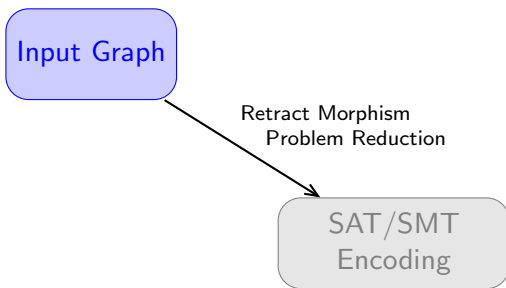 Input Graph
Retract Morphism
Problem Reduction
SAT/SMT
Encoding